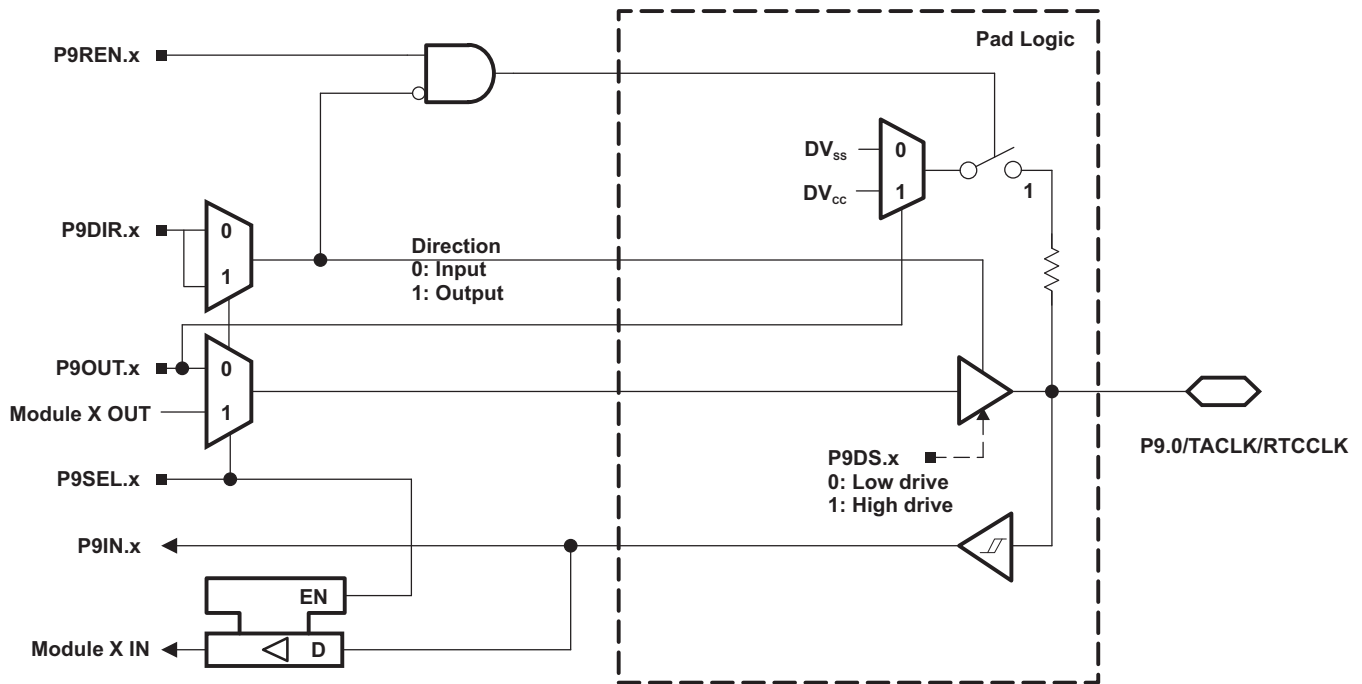 Pad Logic
P9REN.x
DVSS
0
DVCC
1
1
P9DIR.x
0
1
Direction
0: Input
1: Output
P9OUT.x
0
Module X OUT
1
P9SEL.x
P9DS.x
0: Low drive
1: High drive
P9.0/TACLK/RTCCLK
P9IN.x
EN
Module X IN
D